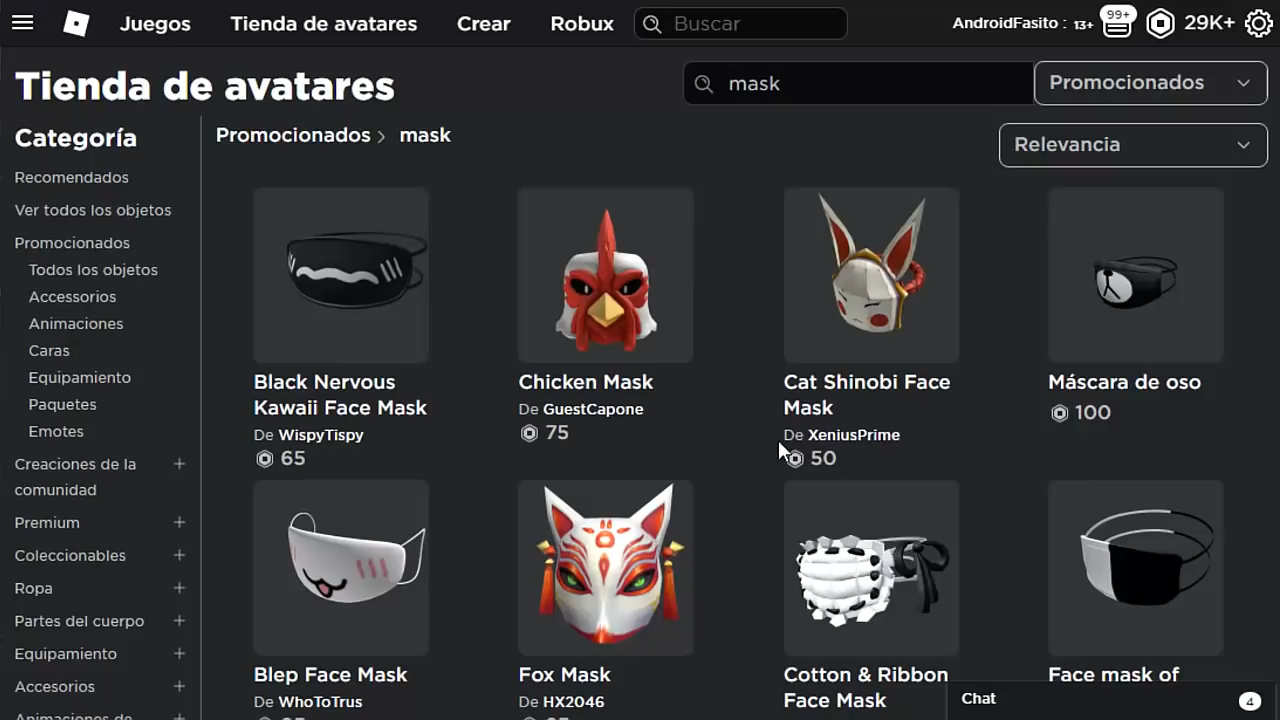 Juegos
Tienda de avatares
Crear
Robux
Buscar
AndroidFasito : 13+
99+
29K+
Tienda de avatares
mask
Promocionados
Categoría
Promocionados > mask
Relevancia
Recomendados
Ver todos los objetos
Promocionados
Todos los objetos
Accessorios
Animaciones
Caras
Equipamiento
Paquetes
Emotes
Creaciones de la +
comunidad
Premium +
Coleccionables +
Ropa +
Partes del cuerpo +
Equipamiento +
Accesorios +
Animaciones de
Black Nervous
Kawaii Face Mask
De WispyTispy
65
Chicken Mask
De GuestCapone
75
Cat Shinobi Face
Mask
De XeniusPrime
50
Máscara de oso
100
Blep Face Mask
De WhoToTrus
Fox Mask
De HX2046
Cotton & Ribbon
Face Mask
Face mask of
Chat
4